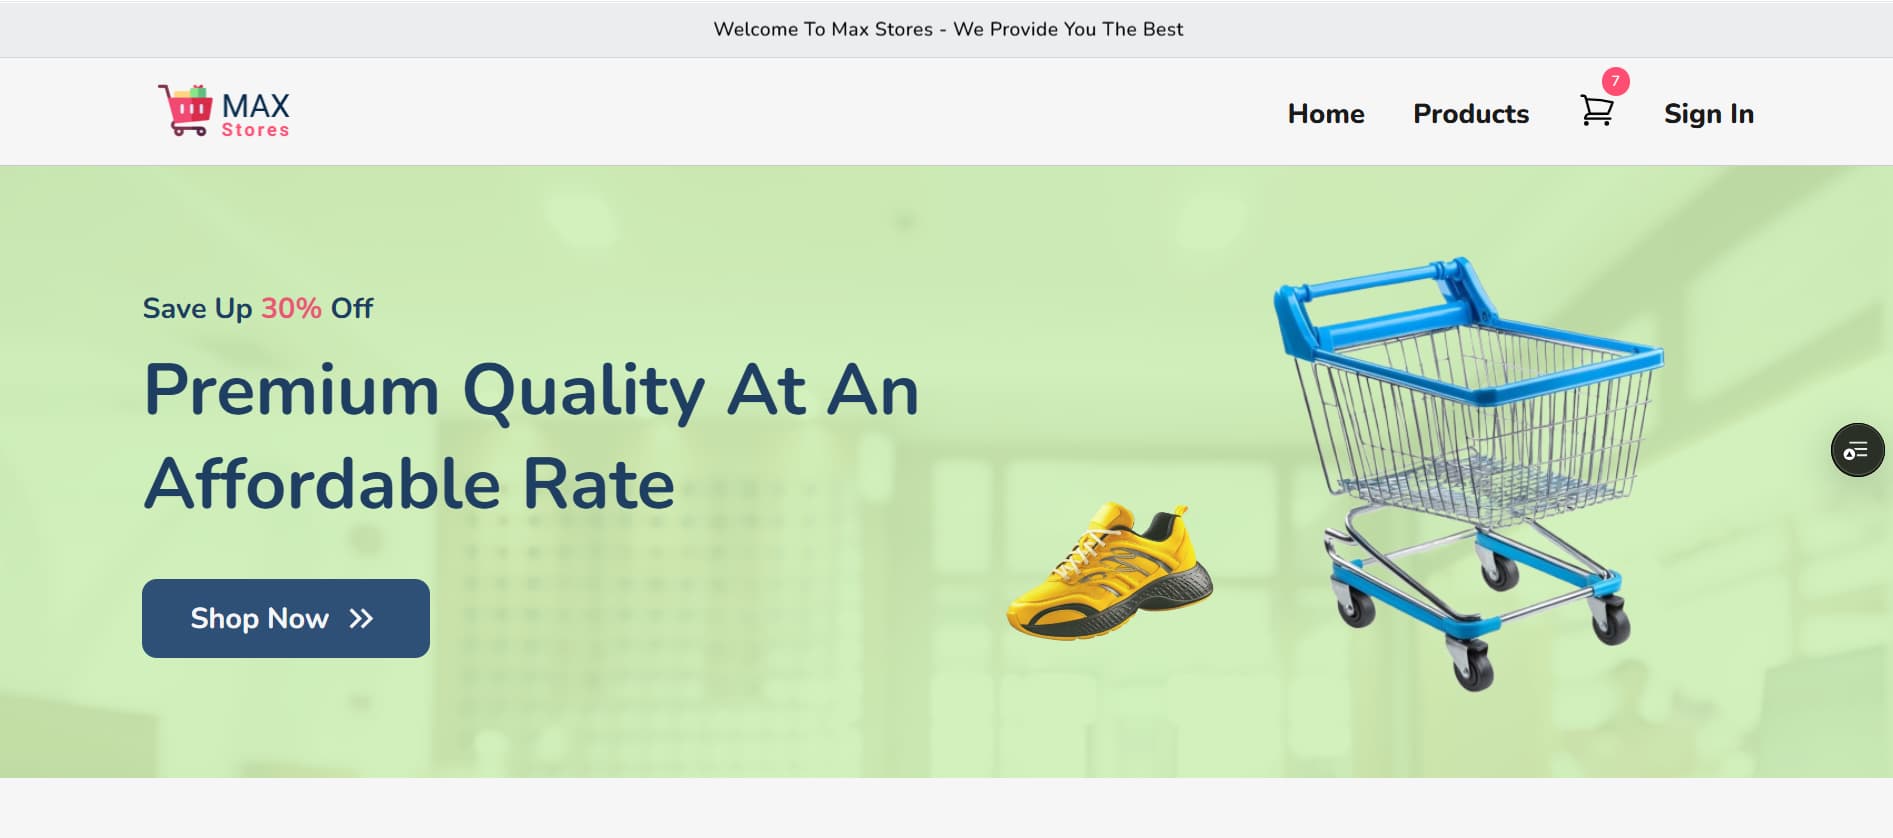 Welcome To Max Stores - We Provide You The Best
MAX
Stores
Home
Products
7
Sign In
Save Up 30% Off
Premium Quality At An
Affordable Rate
Shop Now